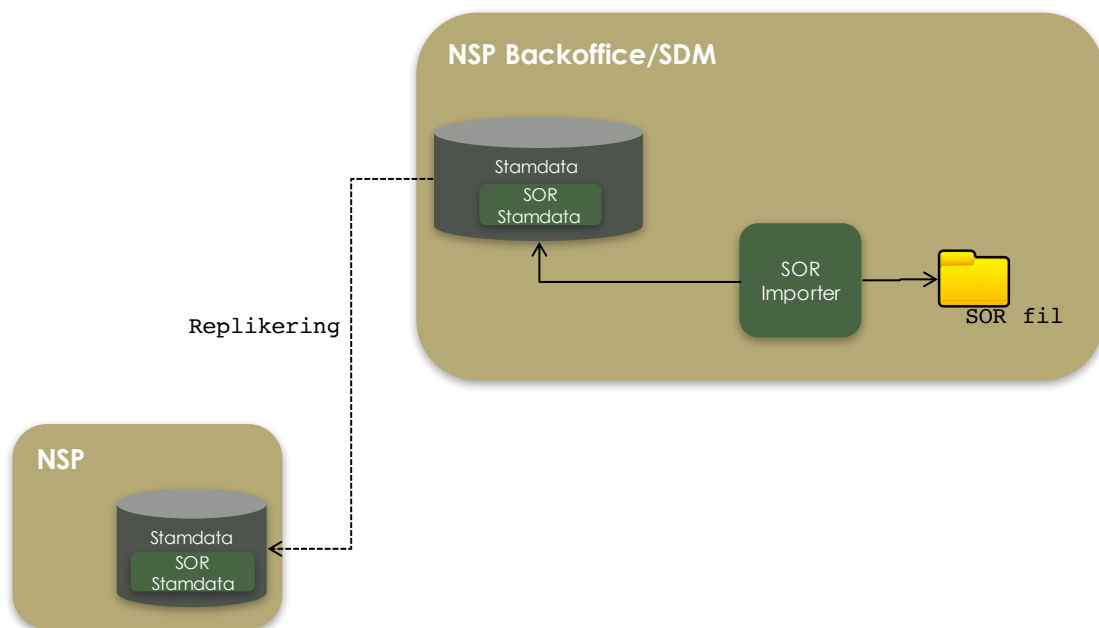 NSP Backoffice/SDM
Stamdata
SOR
Stamdata
SOR
Importer
SOR fil
Replikering
NSP
Stamdata
SOR
Stamdata